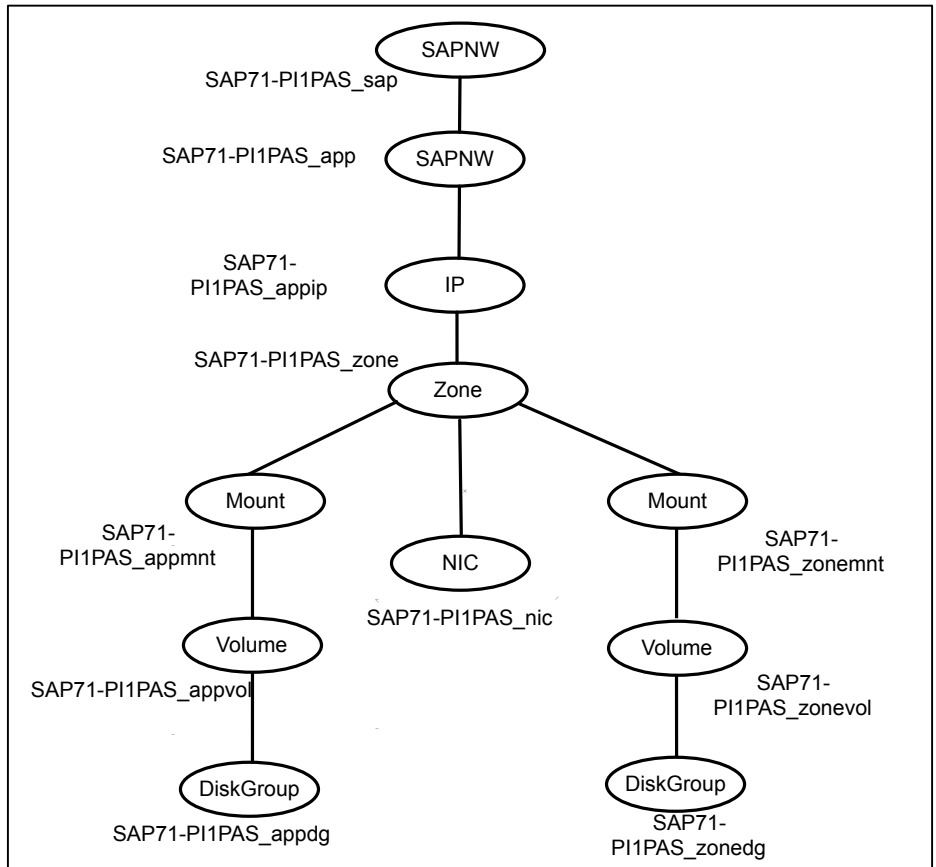 SAPNW
SAP71-PI1PAS_sap
SAPNW
SAP71-PI1PAS_app
IP
SAP71-
PI1PAS_appip
SAP71-PI1PAS_zone
Zone
Mount
SAP71-
PI1PAS_appmnt
NIC
SAP71-PI1PAS_nic
Mount
SAP71-
PI1PAS_zonemnt
Volume
SAP71-PI1PAS_appvol
Volume
SAP71-
PI1PAS_zonevol
DiskGroup
SAP71-PI1PAS_appdg
DiskGroup
SAP71-
PI1PAS_zonedg